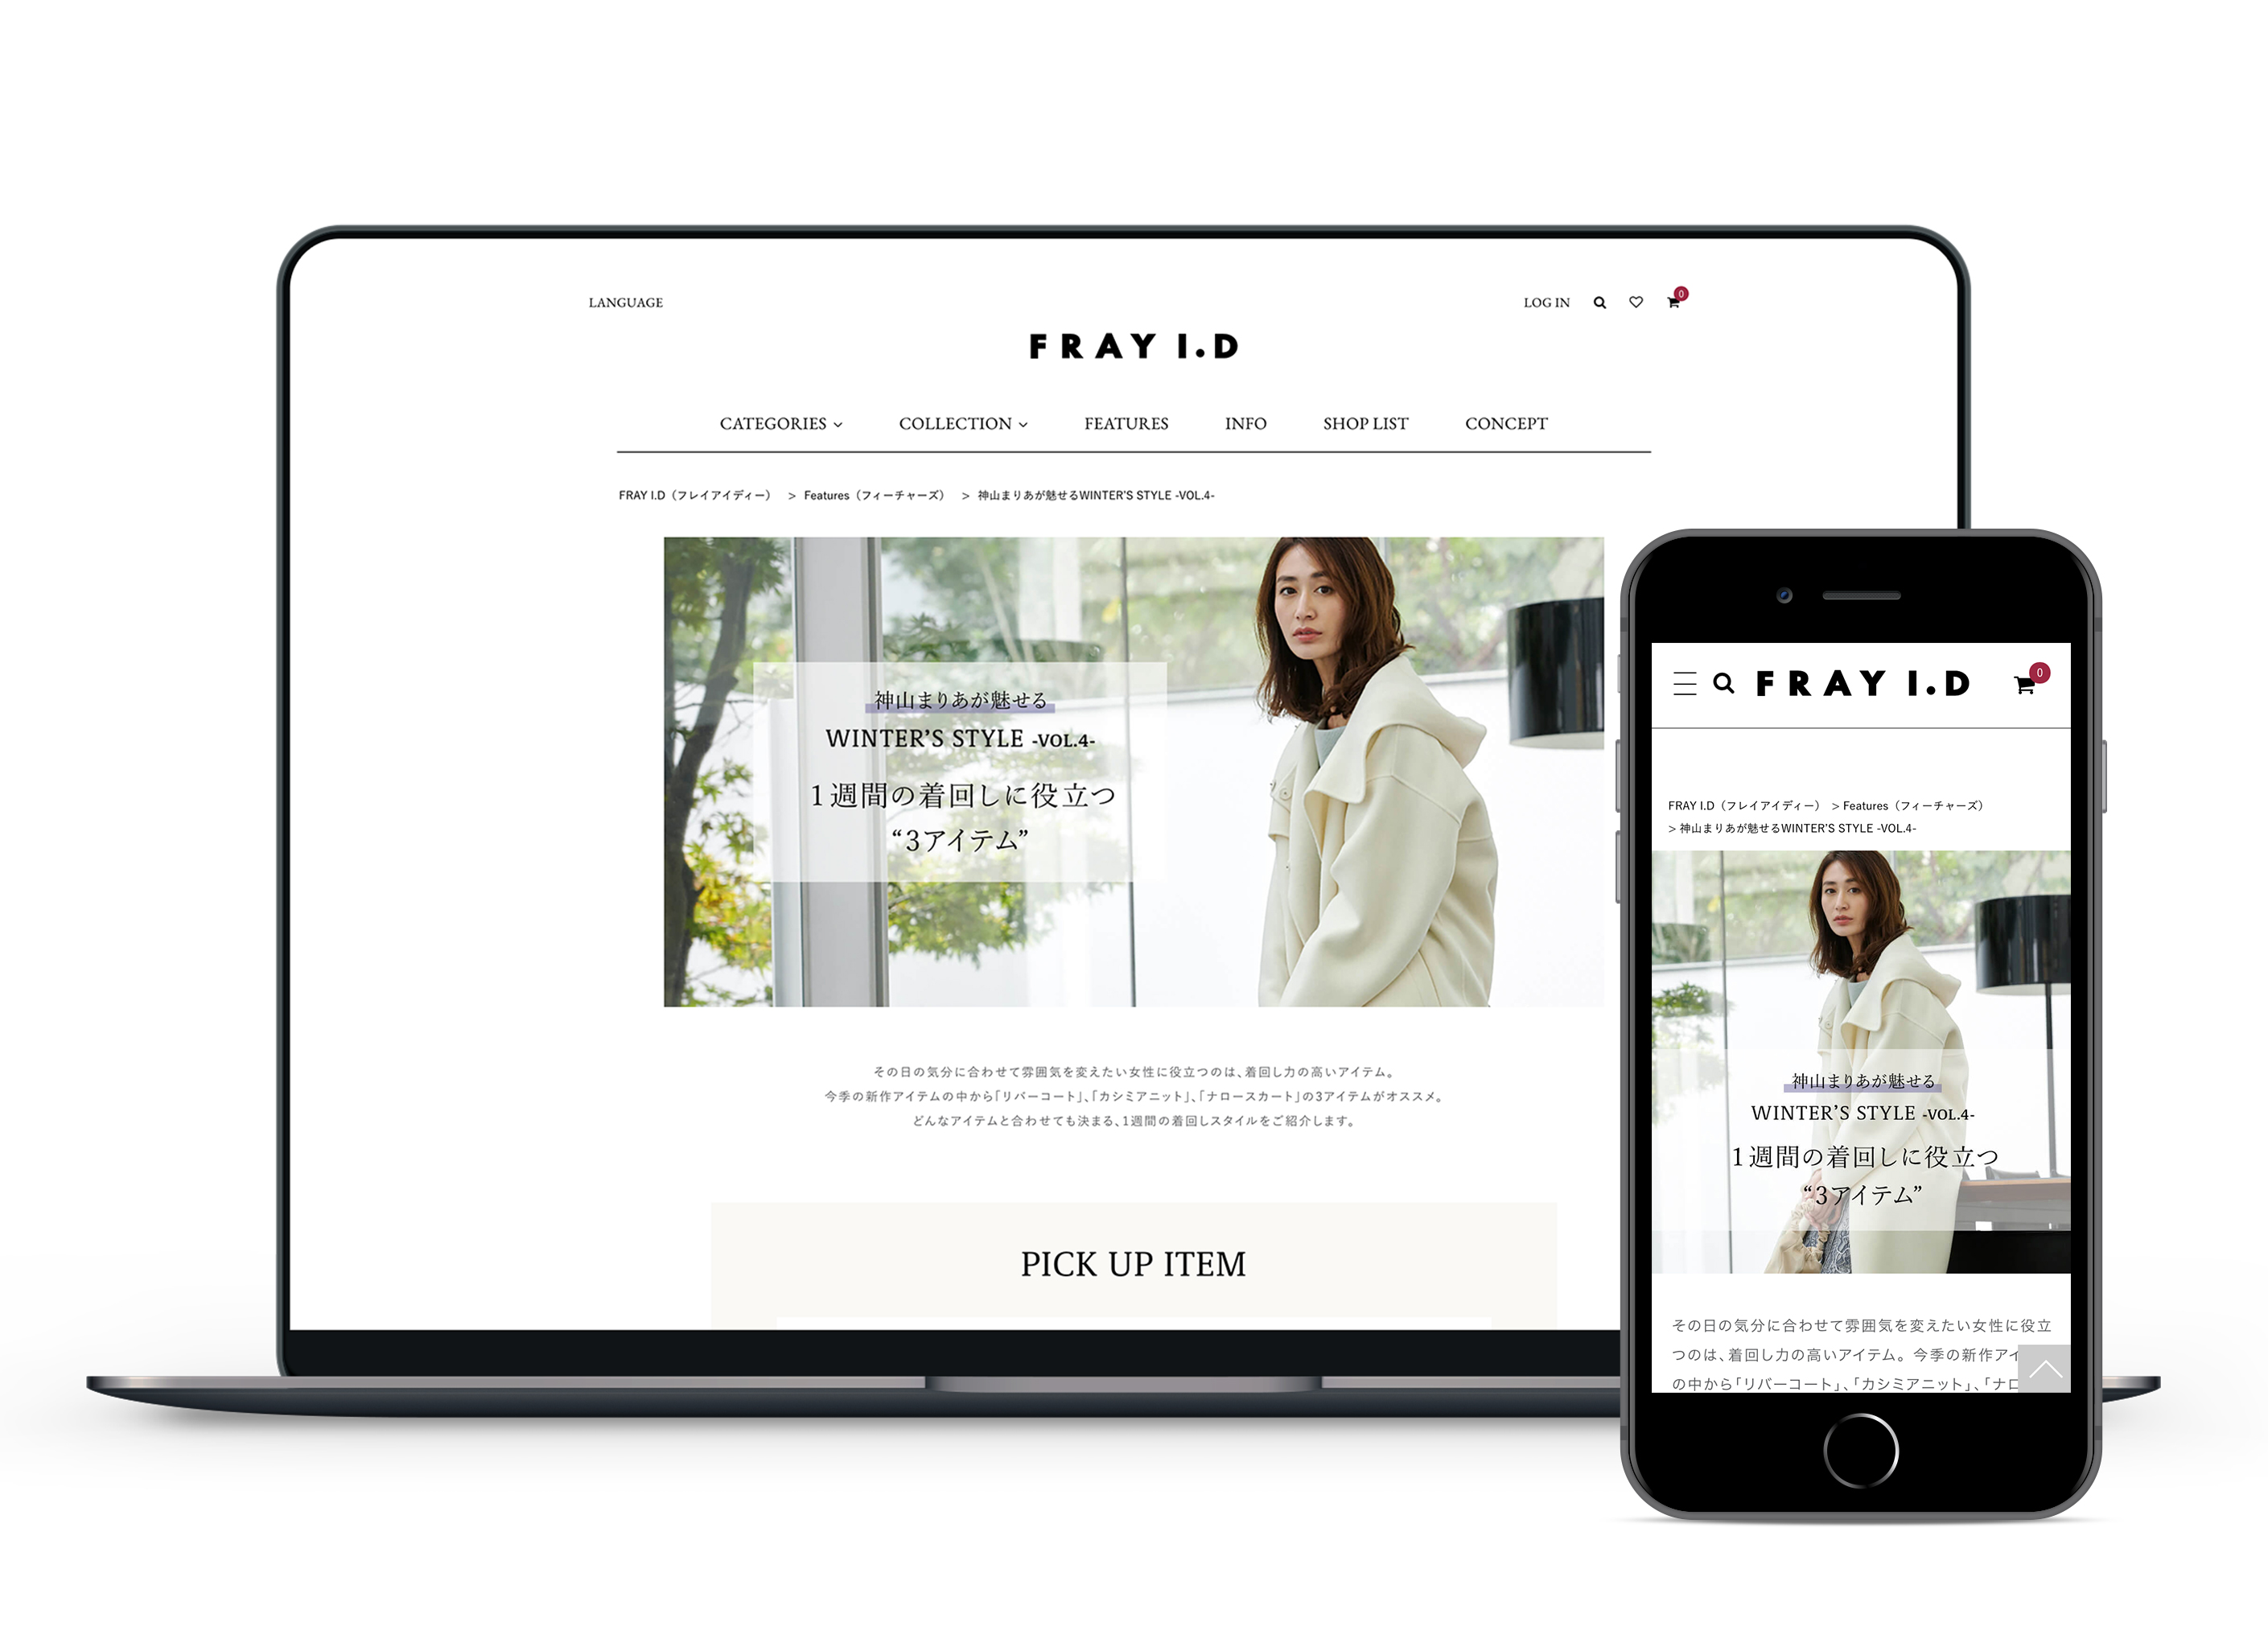 LANGUAGE
LOG IN
0
FRAY I.D
CATEGORIES
COLLECTION
FEATURES
INFO
SHOP LIST
CONCEPT
FRAY I.D（フレイアイディー） > Features（フィーチャーズ） > 神山まりあが魅せるWINTER'S STYLE -VOL.4-
神山まりあが魅せる
WINTER’S STYLE -VOL.4-
1週間の着回しに役立つ
“3アイテム”
その日の気分に合わせて雰囲気を変えたい女性に役立つのは、着回し力の高いアイテム。
今季の新作アイテムの中から「リバーコート」、「カシミアニット」、「ナロースカート」の3アイテムがオススメ。
どんなアイテムと合わせても決まる、1週間の着回しスタイルをご紹介します。
PICK UP ITEM
FRAY I.D
0
FRAY I.D（フレイアイディー） > Features（フィーチャーズ）
> 神山まりあが魅せるWINTER'S STYLE -VOL.4-
神山まりあが魅せる
WINTER’S STYLE -VOL.4-
1週間の着回しに役立つ
“3アイテム”
その日の気分に合わせて雰囲気を変えたい女性に役立
つのは、着回し力の高いアイテム。今季の新作アイ
の中から「リバーコート」、「カシミアニット」、「ナロ